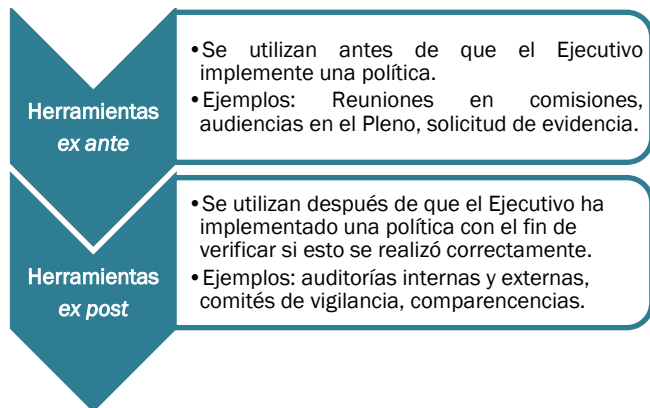 Herramientas
ex ante
•Se utilizan antes de que el Ejecutivo
implemente una política.
•Ejemplos: Reuniones en comisiones,
audiencias en el Pleno, solicitud de evidencia.
Herramientas
ex post
•Se utilizan después de que el Ejecutivo ha
implementado una política con el fin de
verificar si esto se realizó correctamente.
•Ejemplos: auditorías internas y externas,
comités de vigilancia, comparencencias.